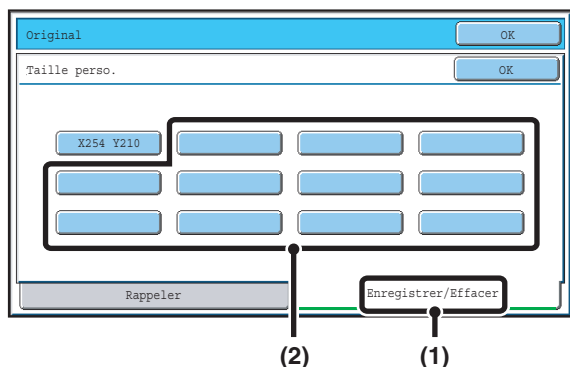 Original OK
Taille perso. OK
X254 Y210
Rappeler Enregistrer/Effacer
(2) (1)